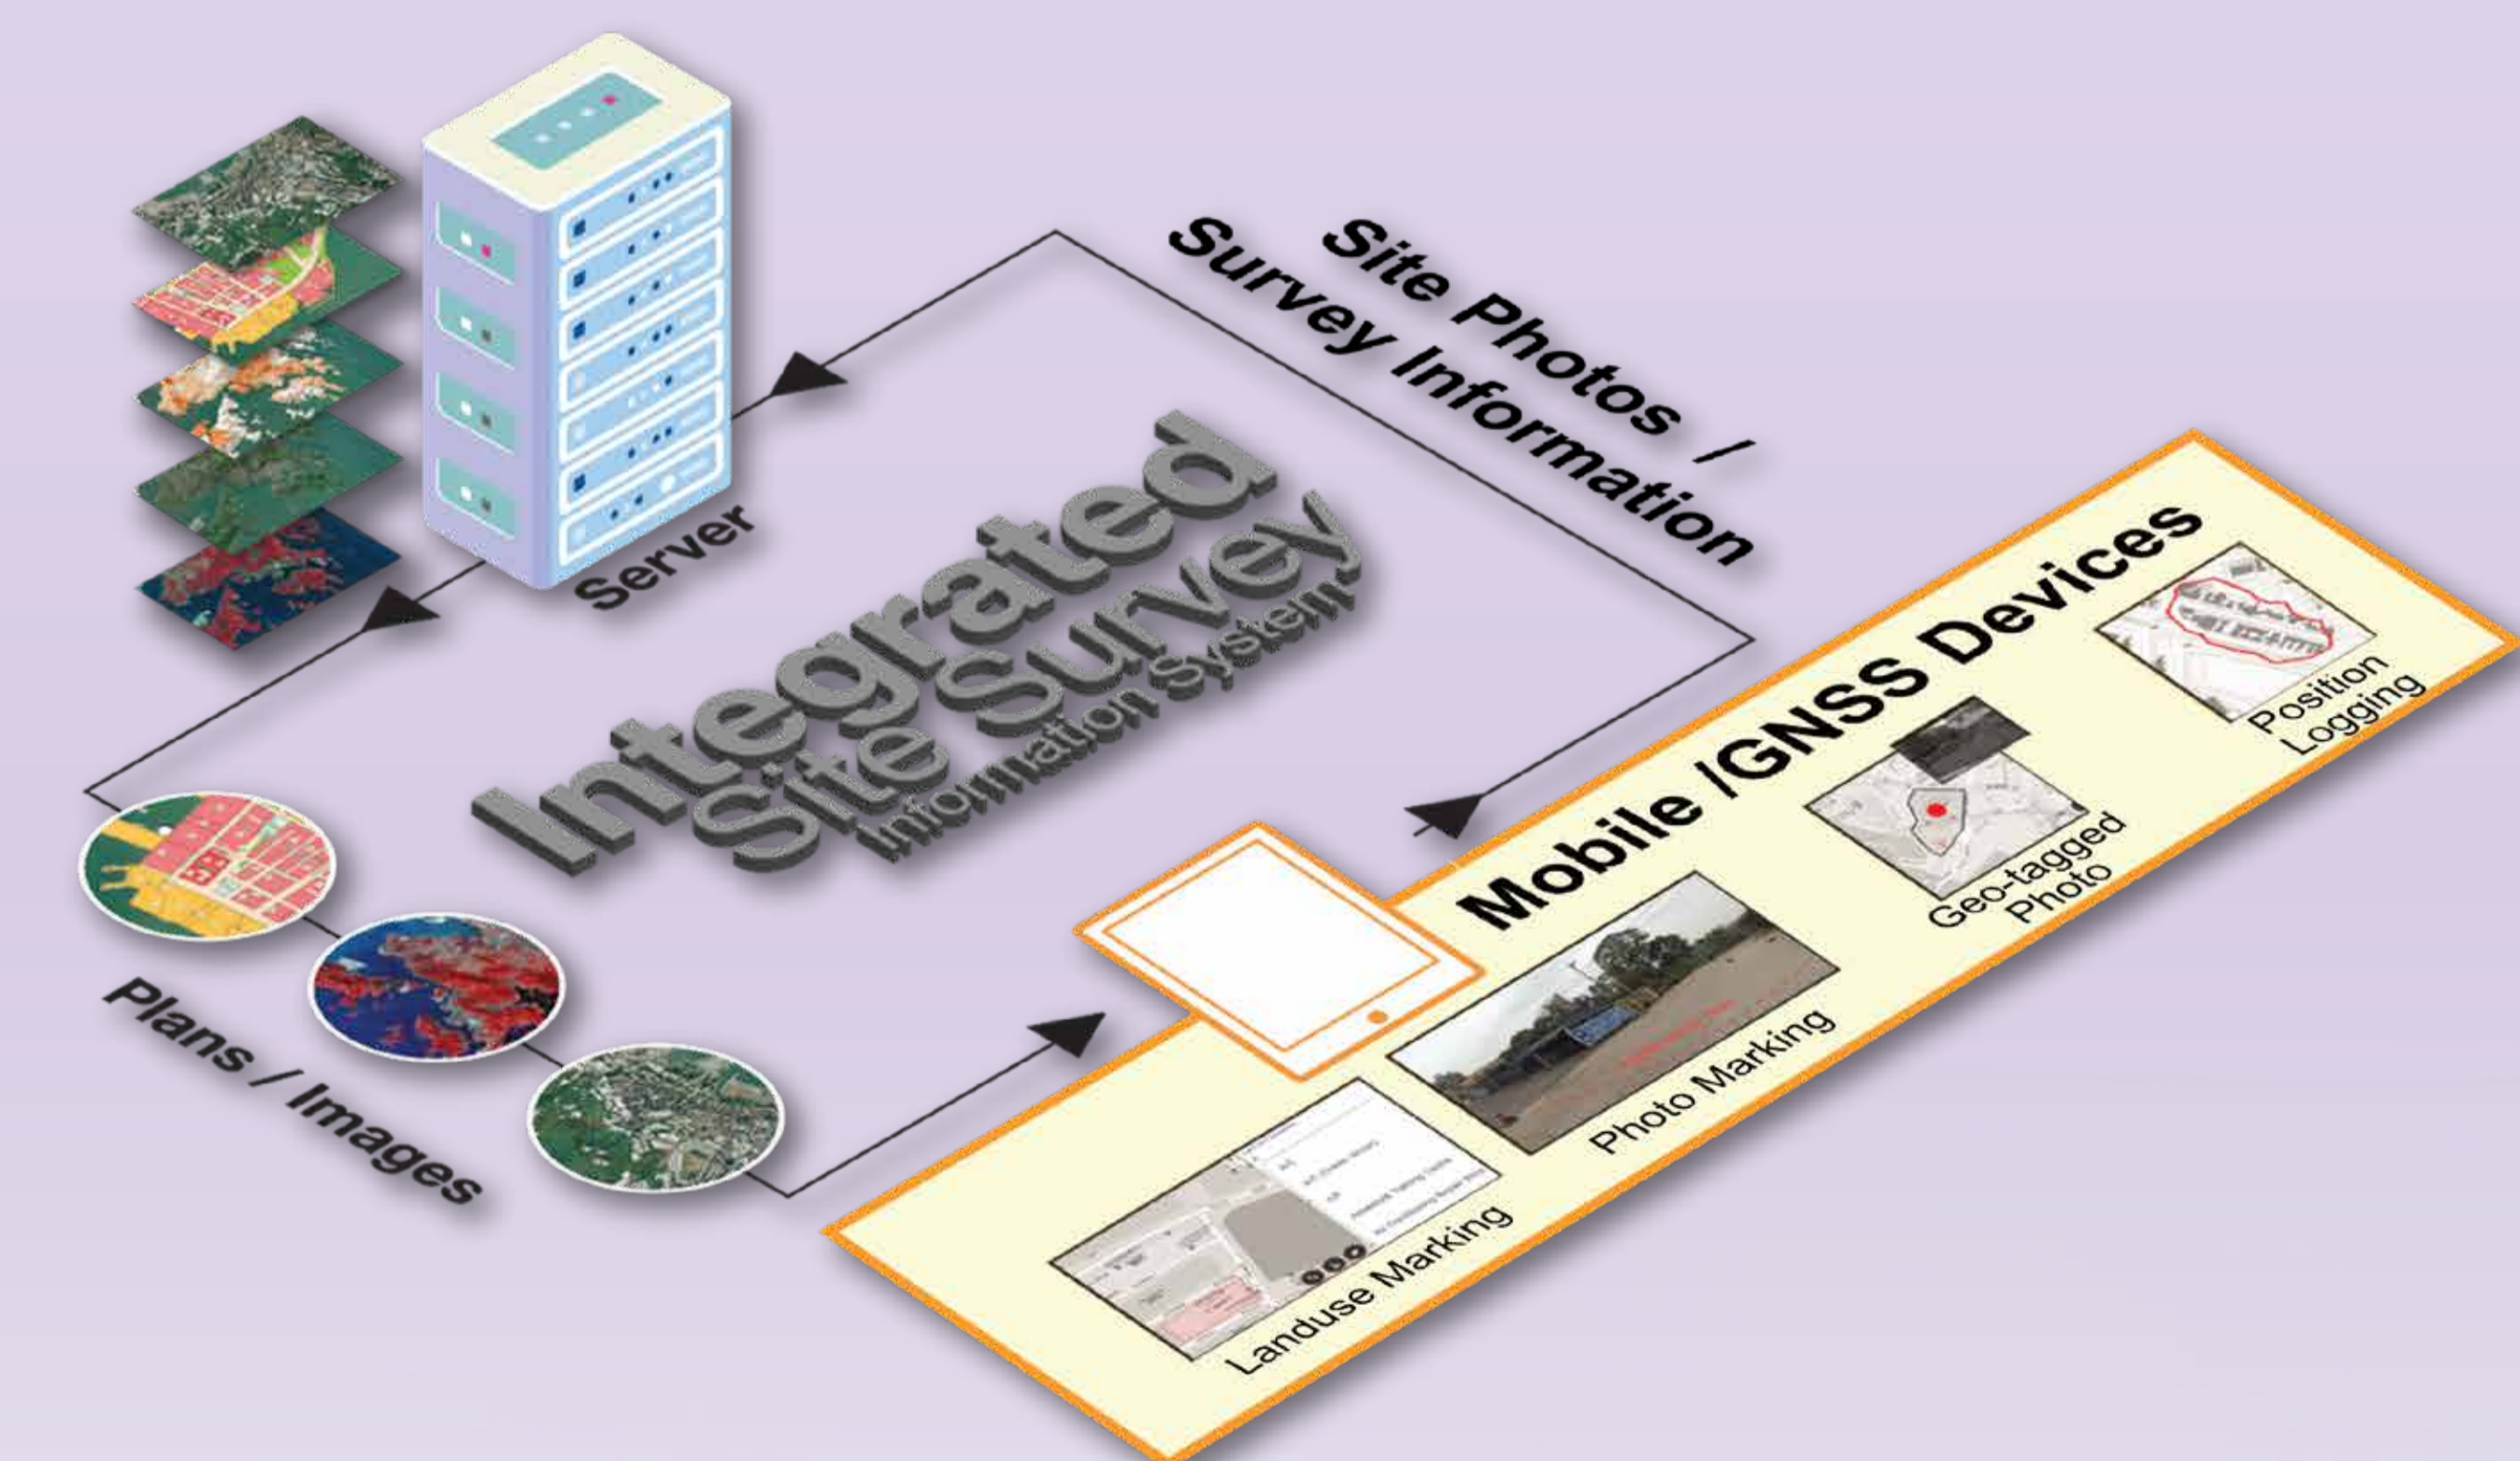 Server
Site Photos /
Survey Information
Integrated
Site Survey
Information System
Plans / Images
Mobile /GNSS Devices
Position
Logging
Geo-tagged
Photo
Photo Marking
Landuse Marking